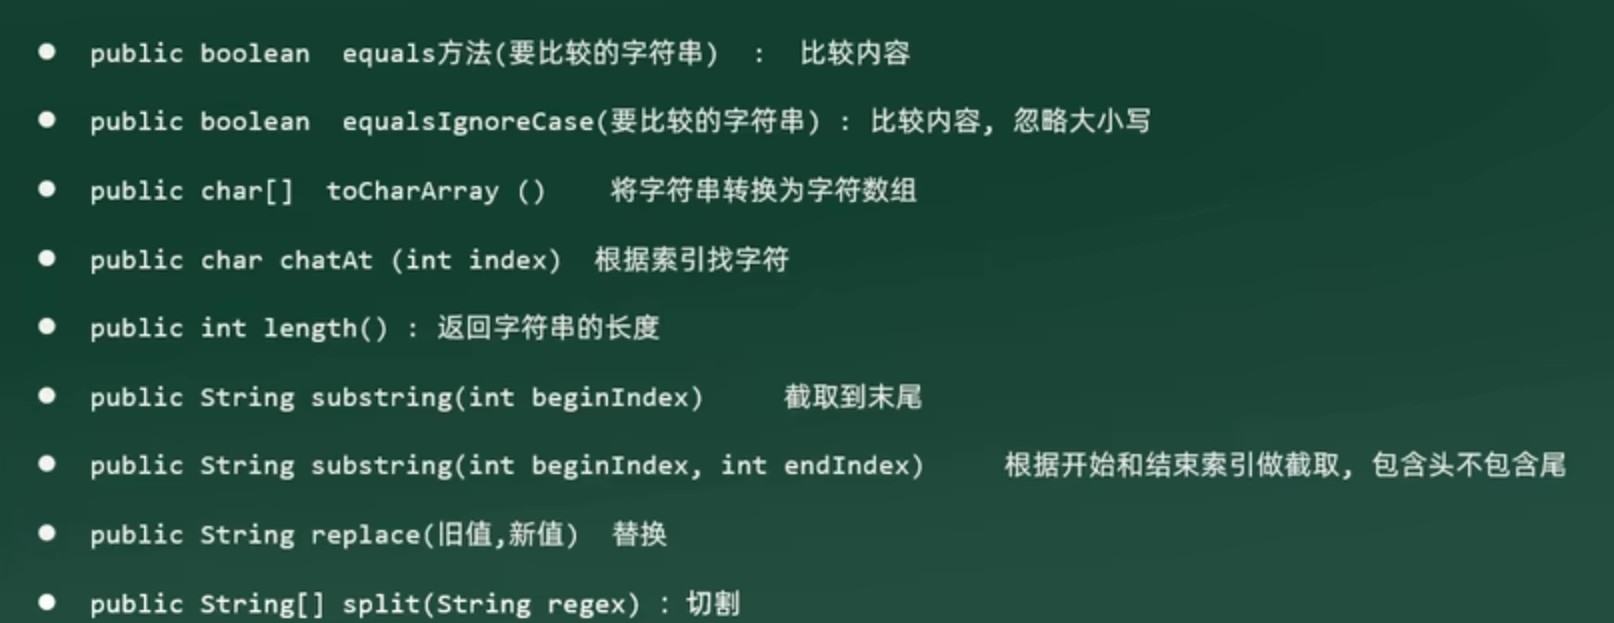 ● public boolean  equals方法(要比较的字符串)  :  比较内容
● public boolean  equalsIgnoreCase(要比较的字符串) : 比较内容, 忽略大小写
● public char[]  toCharArray ()    将字符串转换为字符数组
● public char chatAt (int index)  根据索引找字符
● public int length() : 返回字符串的长度
● public String substring(int beginIndex)     截取到末尾
● public String substring(int beginIndex, int endIndex)     根据开始和结束索引做截取, 包含头不包含尾
● public String replace(旧值,新值)  替换
● public String[] split(String regex) : 切割